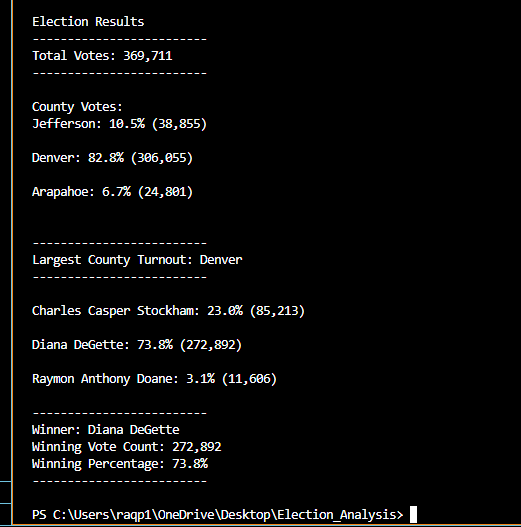 Election Results
-------------------------
Total Votes: 369,711
-------------------------
County Votes:
Jefferson: 10.5% (38,855)
Denver: 82.8% (306,055)
Arapahoe: 6.7% (24,801)
-------------------------
Largest County Turnout: Denver
-------------------------
Charles Casper Stockham: 23.0% (85,213)
Diana DeGette: 73.8% (272,892)
Raymon Anthony Doane: 3.1% (11,606)
-------------------------
Winner: Diana DeGette
Winning Vote Count: 272,892
Winning Percentage: 73.8%
-------------------------
PS C:\Users\raqp1\OneDrive\Desktop\Election_Analysis>